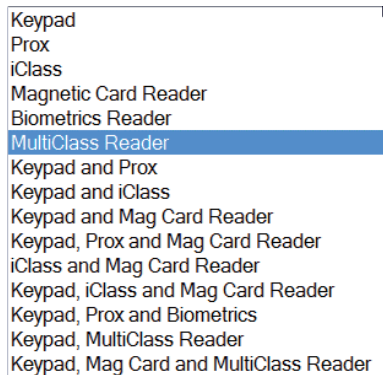 Keypad
Prox
iClass
Magnetic Card Reader
Biometrics Reader
MultiClass Reader
Keypad and Prox
Keypad and iClass
Keypad and Mag Card Reader
Keypad, Prox and Mag Card Reader
iClass and Mag Card Reader
Keypad, iClass and Mag Card Reader
Keypad, Prox and Biometrics
Keypad, MultiClass Reader
Keypad, Mag Card and MultiClass Reader